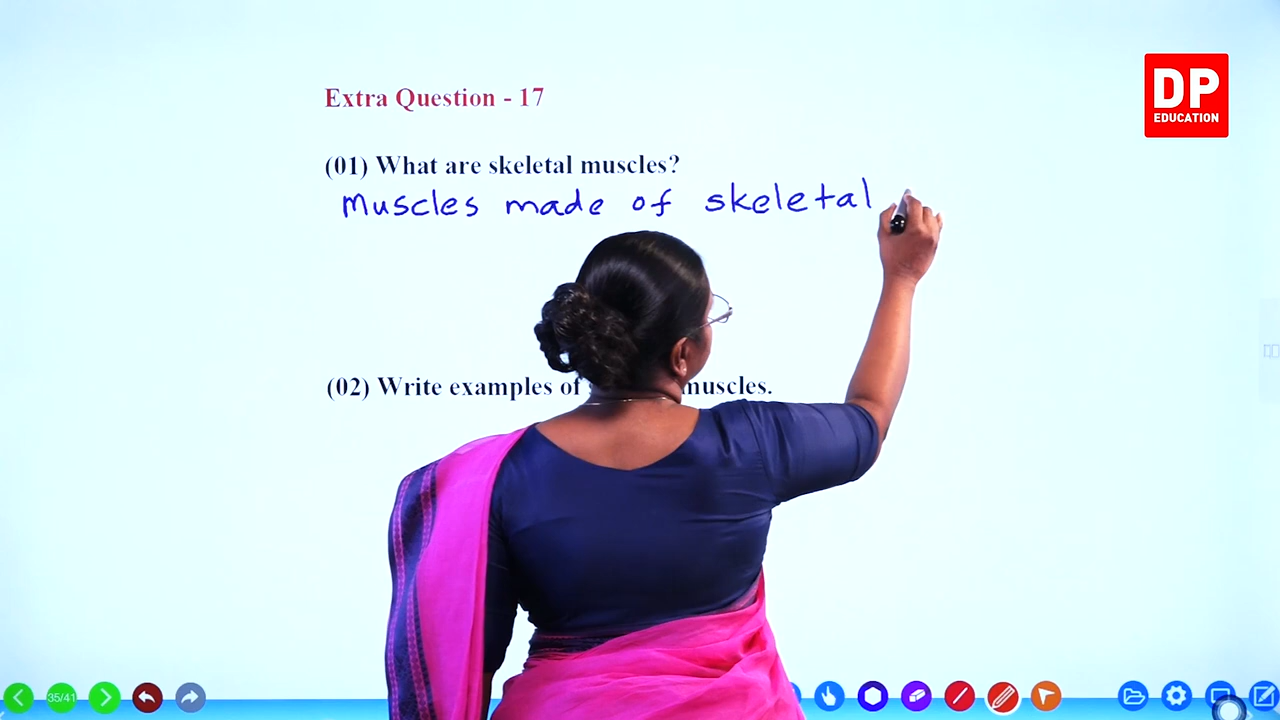 DP
EDUCATION
Extra Question - 17
(01) What are skeletal muscles?
Muscles made of skeletal
(02) Write examples of muscles.
35/41